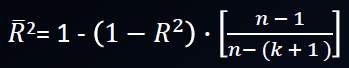 R̄²= 1 - (1 − R²) · [ (n − 1) / (n− (k + 1)) ]